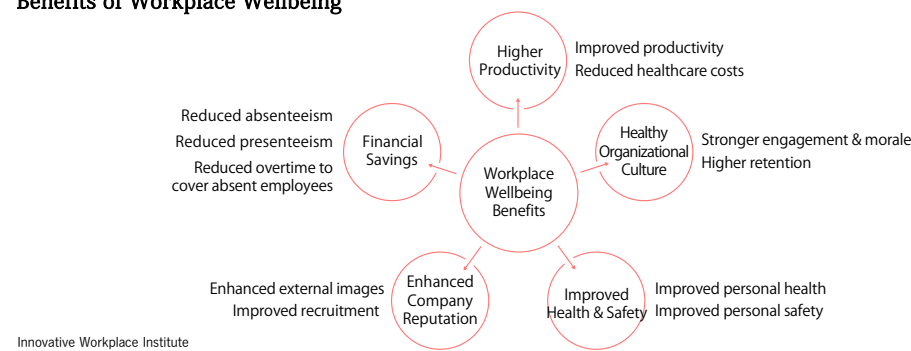 Benefits of Workplace Wellbeing
Higher
Productivity
Improved productivity
Reduced healthcare costs
Reduced absenteeism
Reduced presenteeism
Reduced overtime to
cover absent employees
Financial
Savings
Healthy
Organizational
Culture
Stronger engagement & morale
Higher retention
Workplace
Wellbeing
Benefits
Enhanced external images
Improved recruitment
Enhanced
Company
Reputation
Improved
Health & Safety
Improved personal health
Improved personal safety
Innovative Workplace Institute